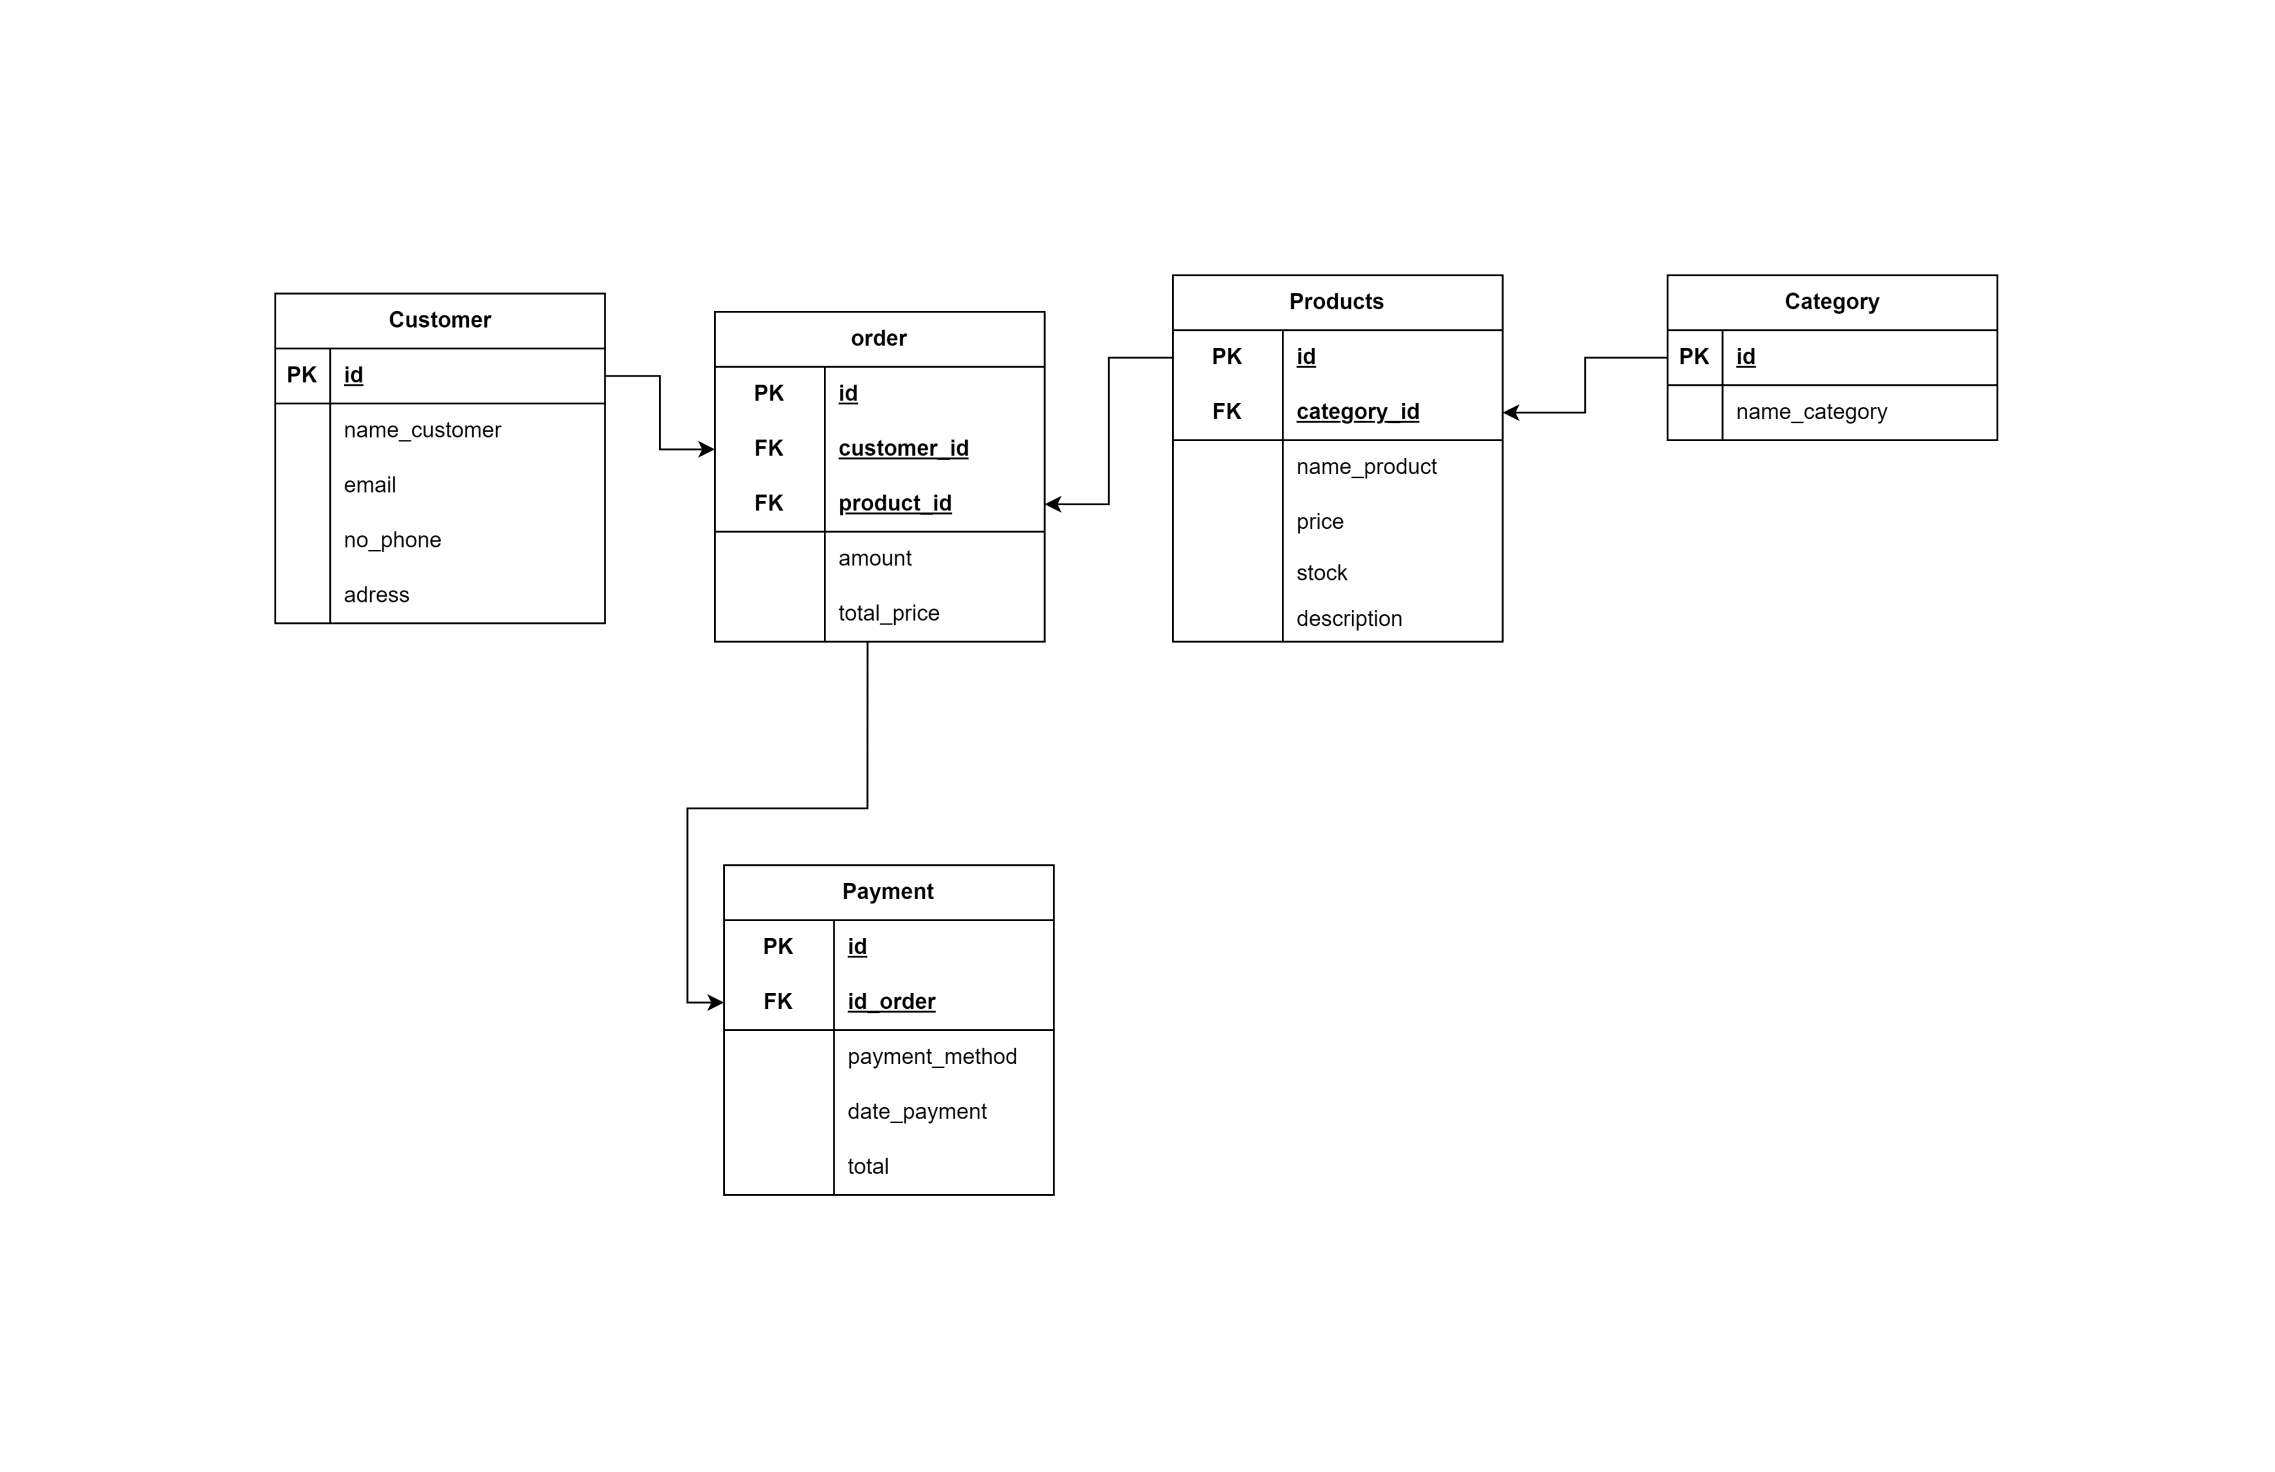 Customer
PK id
name_customer
email
no_phone
adress
order
PK id
FK customer_id
FK product_id
amount
total_price
Products
PK id
FK category_id
name_product
price
stock
description
Category
PK id
name_category
Payment
PK id
FK id_order
payment_method
date_payment
total